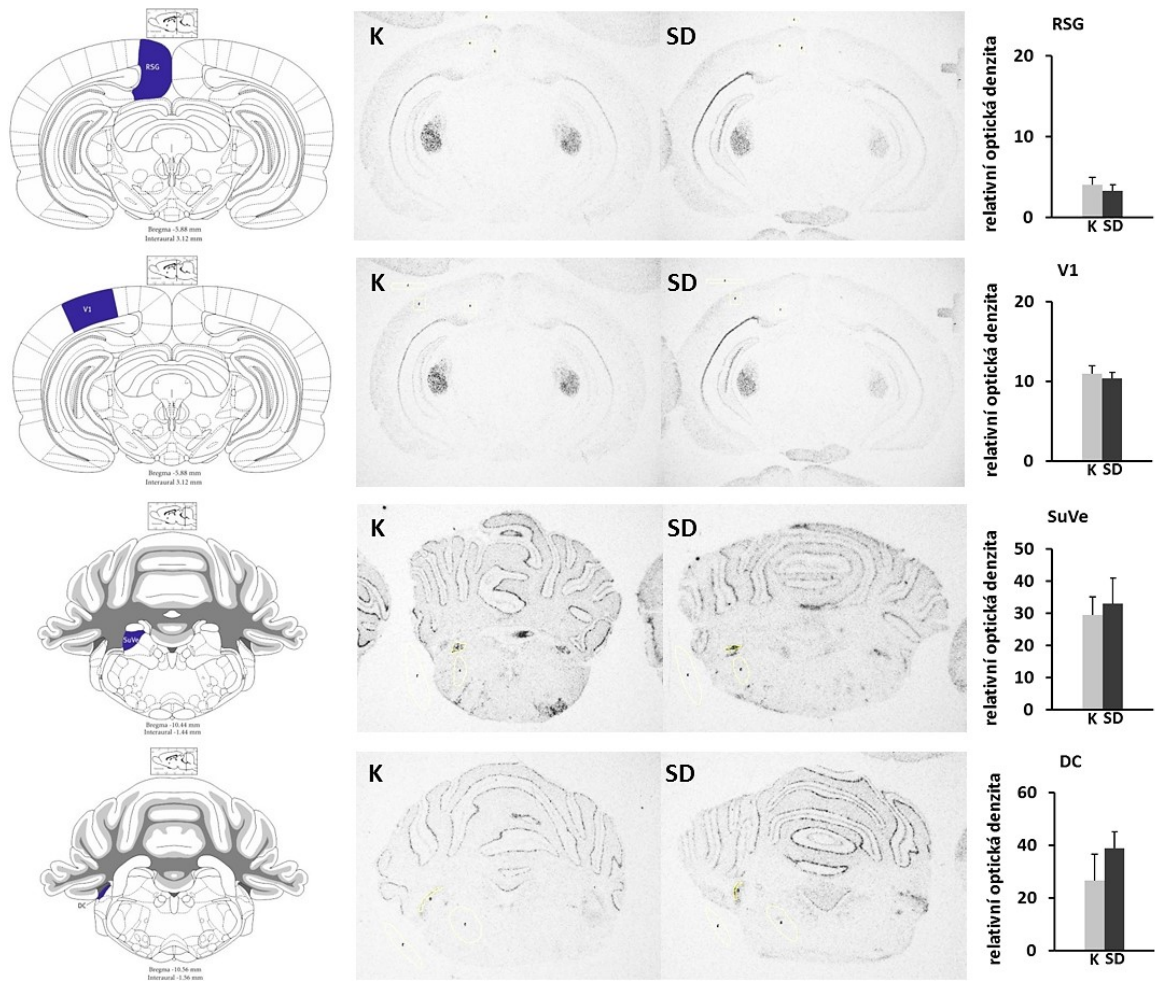 RSG
Bregma -5.88 mm
Interaural 3.12 mm
K
SD
RSG
relativní optická denzita
20
10
0
K SD
V1
Bregma -5.88 mm
Interaural 3.12 mm
K
SD
V1
relativní optická denzita
20
10
0
K SD
SuVe
Bregma -10.44 mm
Interaural -1.44 mm
K
SD
SuVe
relativní optická denzita
50
40
30
20
10
0
K SD
DC
Bregma -10.56 mm
Interaural -1.56 mm
K
SD
DC
relativní optická denzita
60
40
20
0
K SD